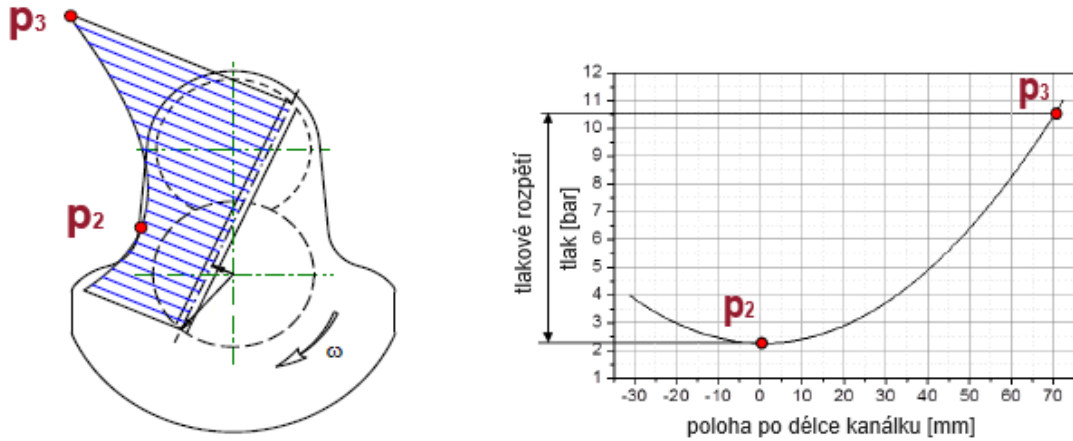 p3
p2
ω
12
11
10
9
8
7
6
5
4
3
2
1
tlakové rozpětí
tlak [bar]
p3
p2
-30 -20 -10 0 10 20 30 40 50 60 70
poloha po délce kanálku [mm]